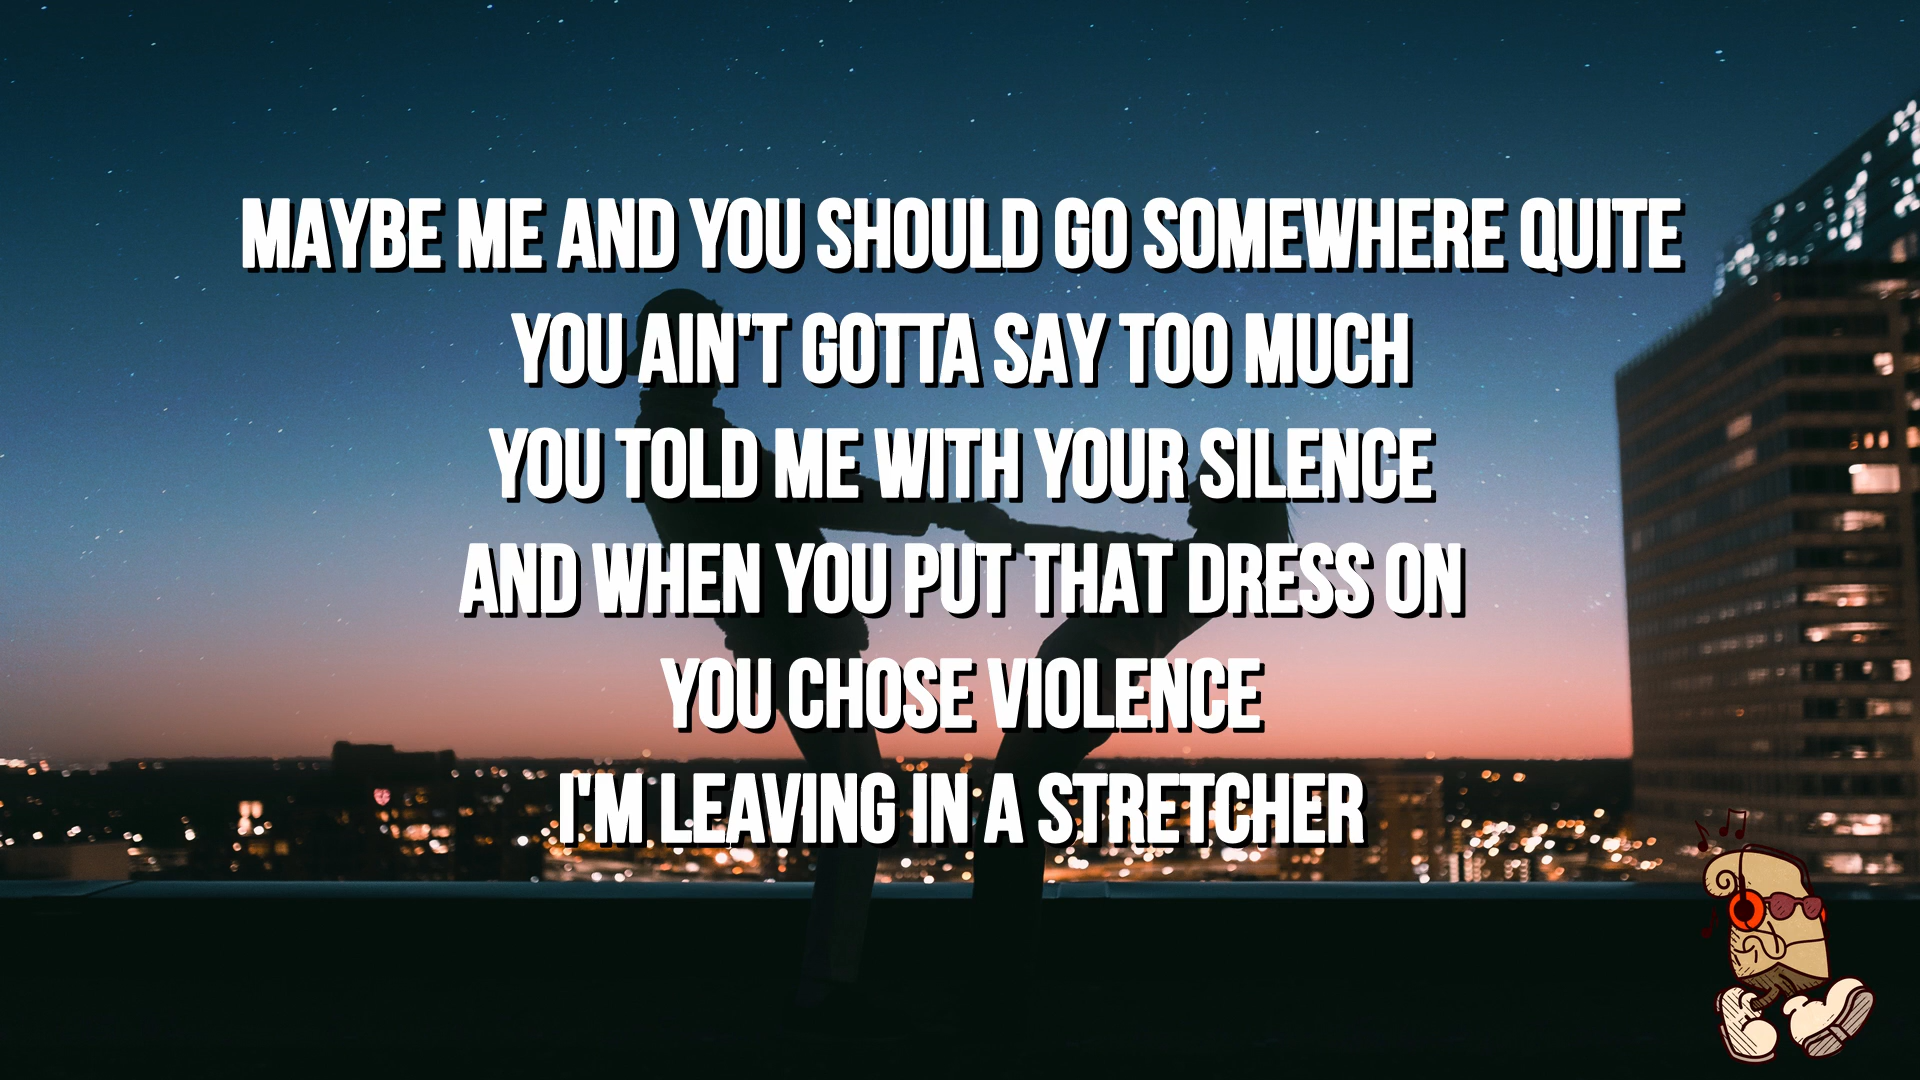 MAYBE ME AND YOU SHOULD GO SOMEWHERE QUITE
YOU AIN'T GOTTA SAY TOO MUCH
YOU TOLD ME WITH YOUR SILENCE
AND WHEN YOU PUT THAT DRESS ON
YOU CHOSE VIOLENCE
I'M LEAVING IN A STRETCHER